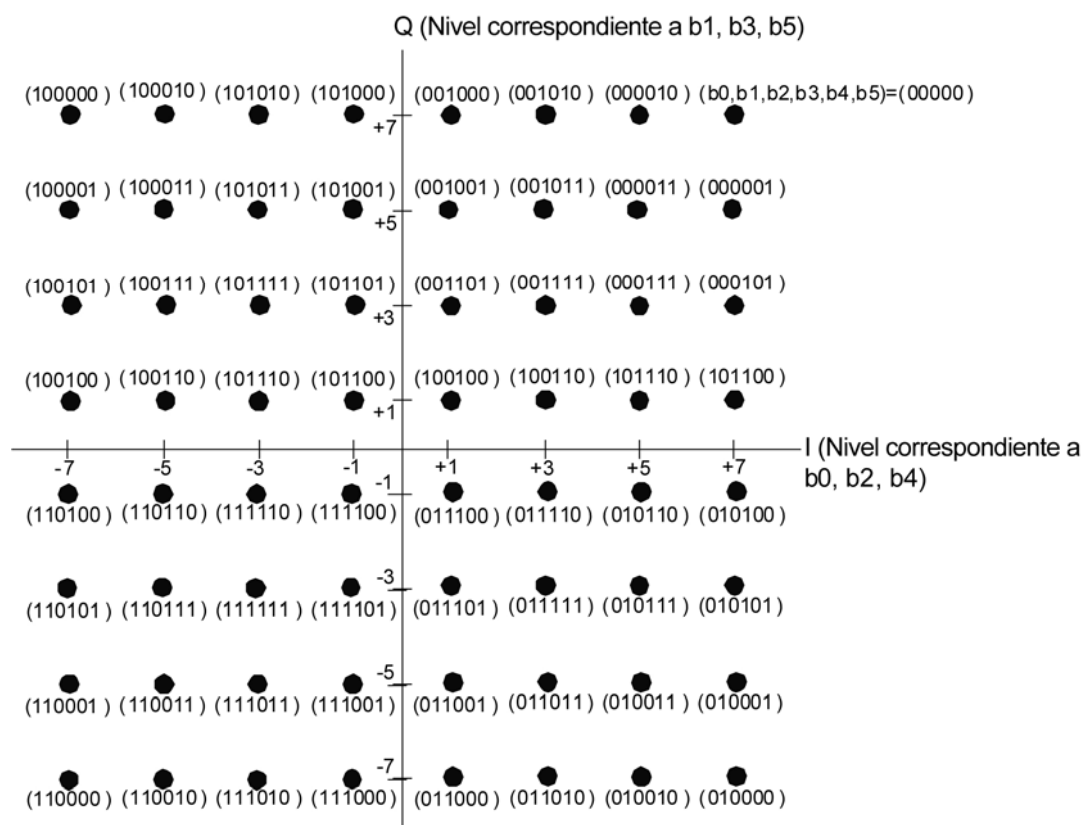 Q (Nivel correspondiente a b1, b3, b5)
(100000) (100010) (101010) (101000) (001000) (001010) (000010) (b0,b1,b2,b3,b4,b5)=(00000)
+7
(100001) (100011) (101011) (101001) (001001) (001011) (000011) (000001)
+5
(100101) (100111) (101111) (101101) (001101) (001111) (000111) (000101)
+3
(100100) (100110) (101110) (101100) (100100) (100110) (101110) (101100)
+1
I (Nivel correspondiente a
b0, b2, b4)
-7 -5 -3 -1 +1 +3 +5 +7
-1
(110100) (110110) (111110) (111100) (011100) (011110) (010110) (010100)
-3
(110101) (110111) (111111) (111101) (011101) (011111) (010111) (010101)
-5
(110001) (110011) (111011) (111001) (011001) (011011) (010011) (010001)
-7
(110000) (110010) (111010) (111000) (011000) (011010) (010010) (010000)